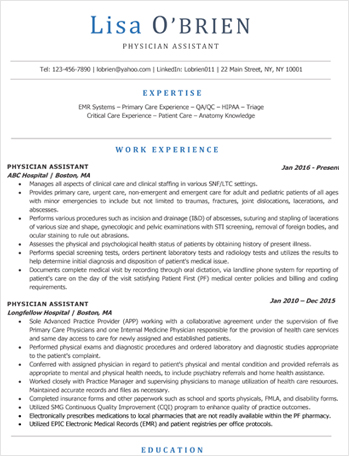 Lisa O'BRIEN
PHYSICIAN ASSISTANT
Tel: 123-456-7890 | lobrien@yahoo.com | LinkedIn: Lobrien011 | 22 Main Street, NY, NY 10001
EXPERTISE
EMR Systems – Primary Care Experience – QA/QC – HIPAA – Triage
Critical Care Experience – Patient Care – Anatomy Knowledge
WORK EXPERIENCE
PHYSICIAN ASSISTANT Jan 2016 - Present
ABC Hospital | Boston, MA
• Manages all aspects of clinical care and clinical staffing in various SNF/LTC settings.
• Provides primary care, urgent care, non-emergent and emergent care for adult and pediatric patients of all ages
with minor emergencies to include but not limited to traumas, fractures, joint dislocations, lacerations, and
abscesses.
• Performs various procedures such as incision and drainage (I&D) of abscesses, suturing and stapling of lacerations
of various size and shape, gynecologic and pelvic examinations with STI screening, removal of foreign bodies, and
ocular staining to rule out abrasions.
• Assesses the physical and psychological health status of patients by obtaining history of present illness.
• Performs special screening tests, orders pertinent laboratory tests and radiology tests and utilizes the results to
help determine initial diagnosis and disposition of patient's medical issue.
• Documents complete medical visit by recording through oral dictation, via landline phone system for reporting of
patient's care on the day of the visit satisfying Patient First (PF) medical center policies and billing and coding
requirements.
PHYSICIAN ASSISTANT Jan 2010 – Dec 2015
Longfellow Hospital | Boston, MA
• Sole Advanced Practice Provider (APP) working with a collaborative agreement under the supervision of five
Primary Care Physicians and one Internal Medicine Physician responsible for the provision of health care services
and same day access to care for newly assigned and established patients.
• Performed physical exams and diagnostic procedures and ordered laboratory and diagnostic studies appropriate
to the patient's complaint.
• Conferred with assigned physician in regard to patient's physical and mental condition and provided referrals as
appropriate to mental health and ancillary services to include physical therapy and home health assistance.
• Worked closely with Practice Manager and supervising physicians to manage utilization of health care resources.
Maintained accurate records and files as necessary.
• Completed insurance forms and other paperwork such as school and sports physicals, FMLA, and disability forms.
• Utilized SMG Continuous Quality Improvement (CQI) program to enhance quality of practice outcomes.
• Electronically prescribes medications to local pharmacies that are not readily available within the PF pharmacy.
• Utilized EPIC Electronic Medical Records (EMR) and patient registries per office protocols.
EDUCATION